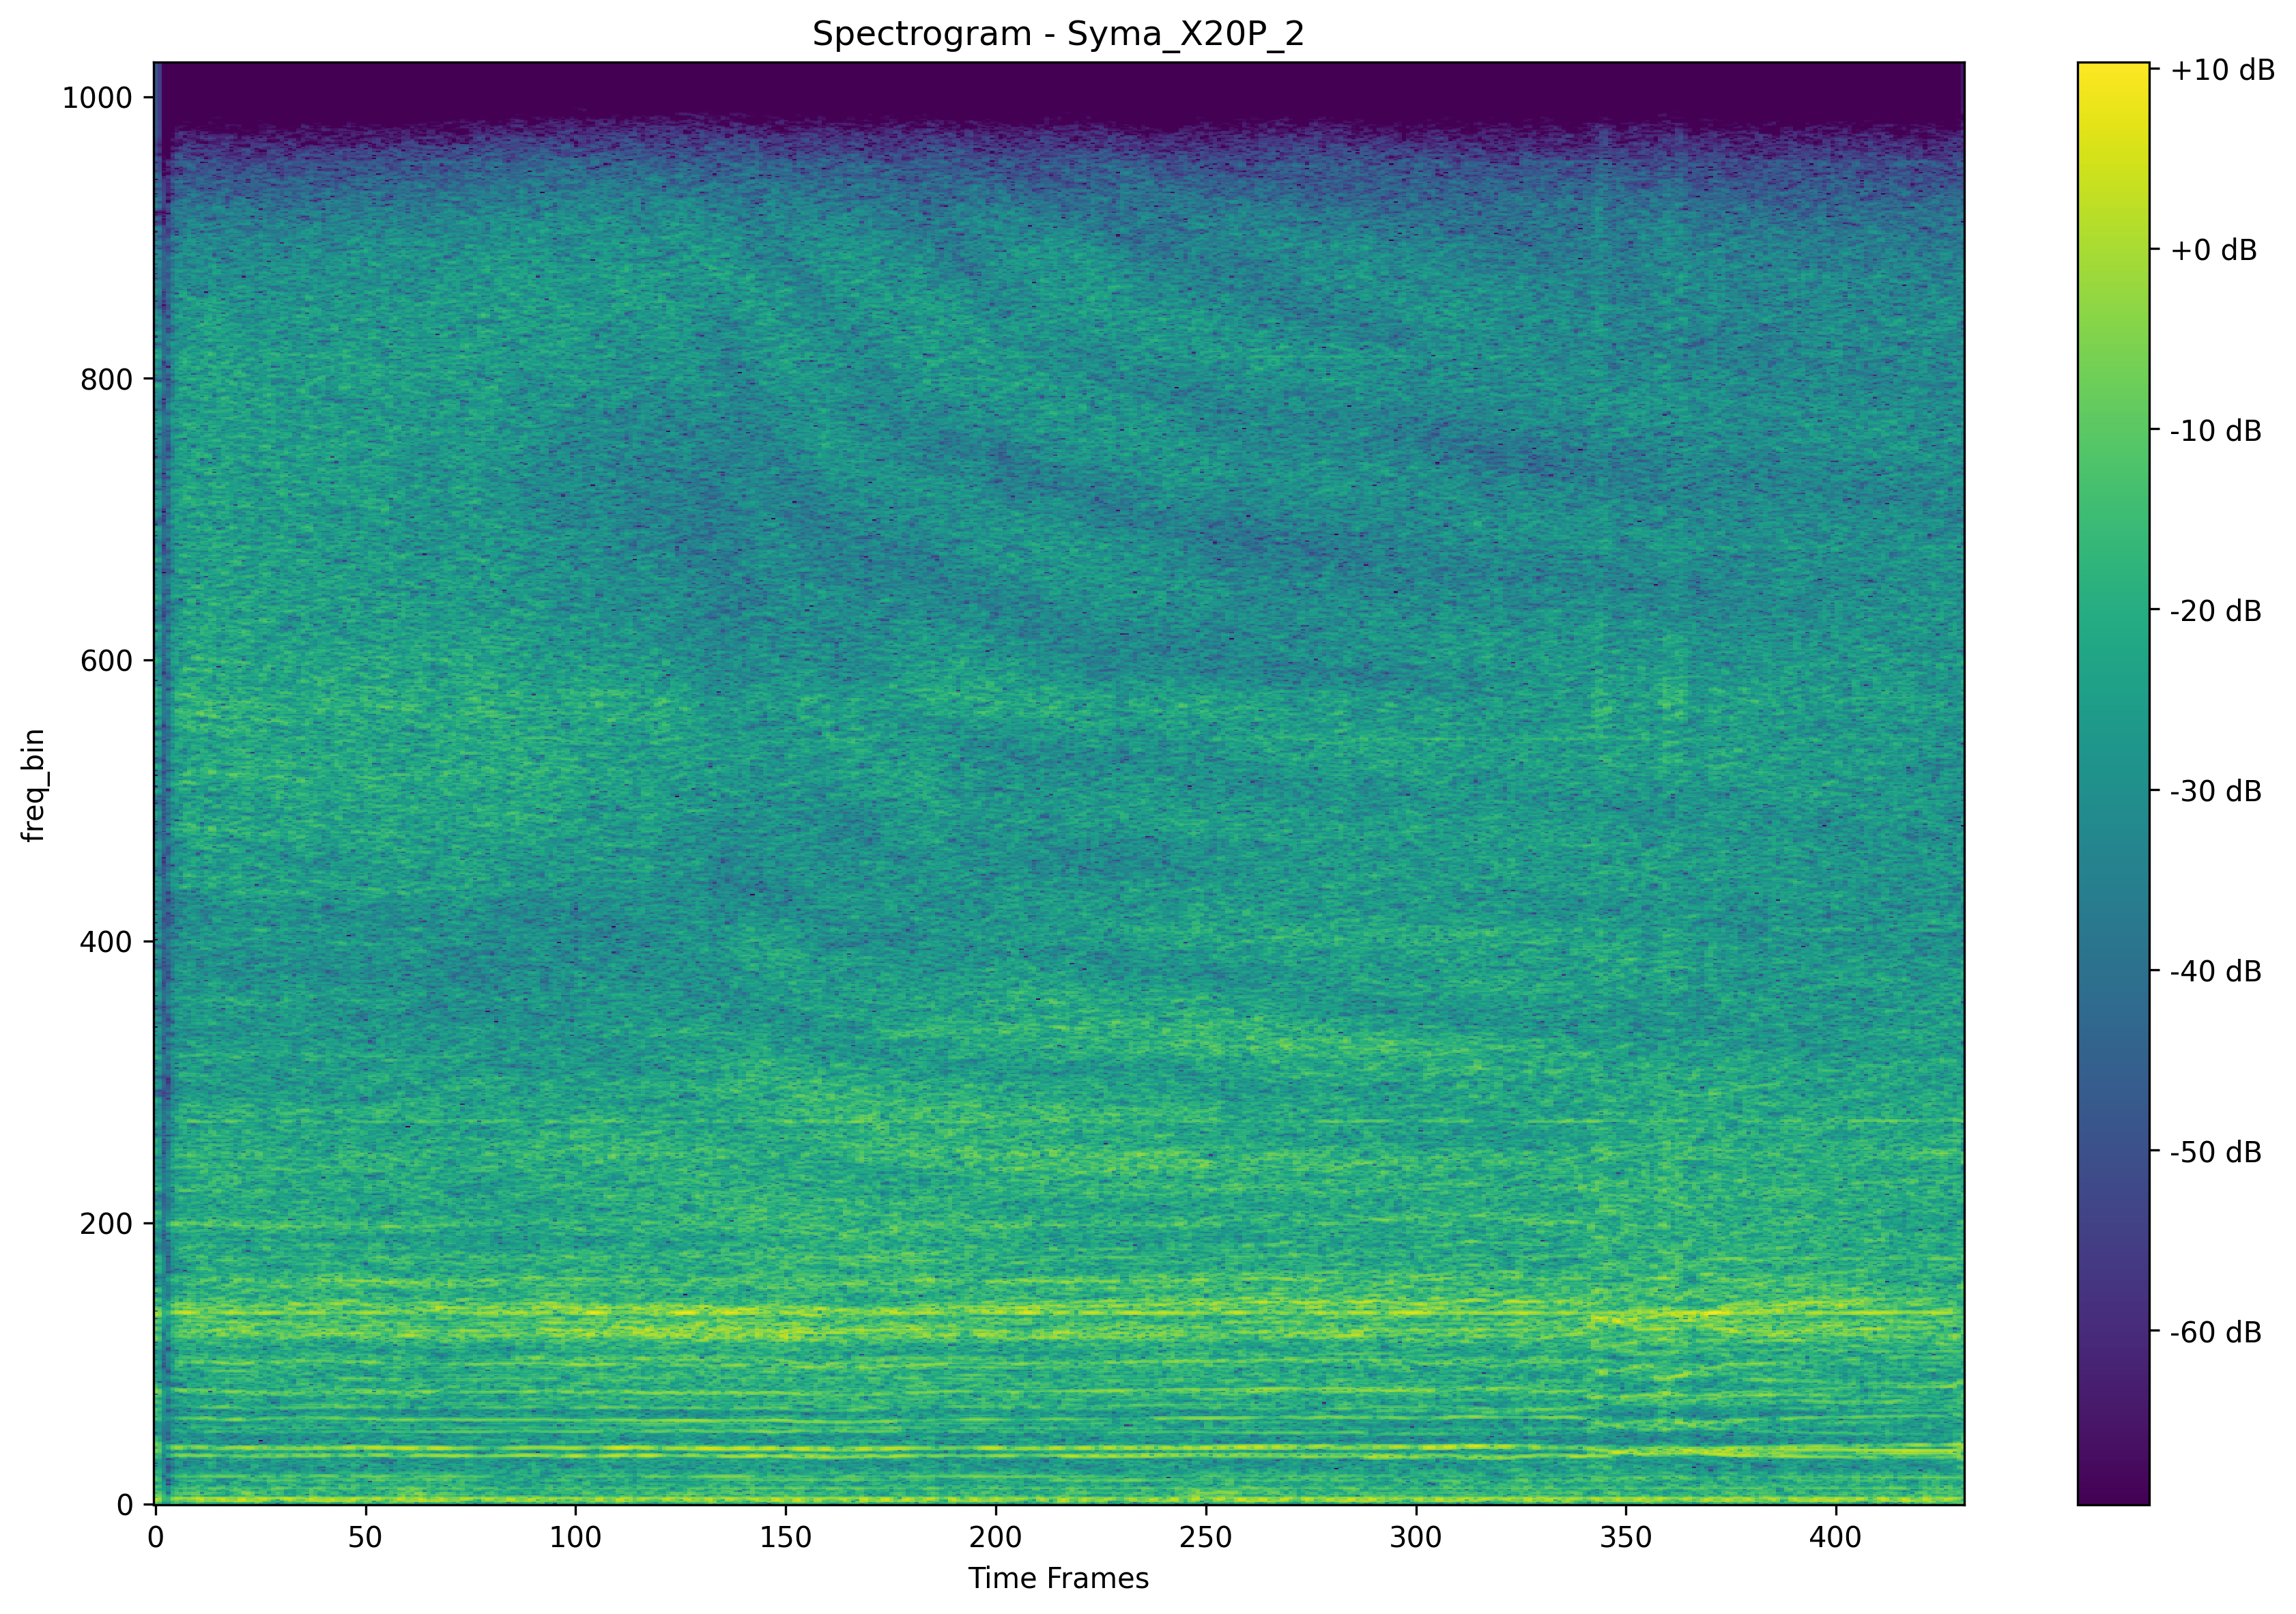 Spectrogram - Syma_X20P_2
freq_bin
1000
800
600
400
200
0
0 50 100 150 200 250 300 350 400
Time Frames
+10 dB
+0 dB
-10 dB
-20 dB
-30 dB
-40 dB
-50 dB
-60 dB